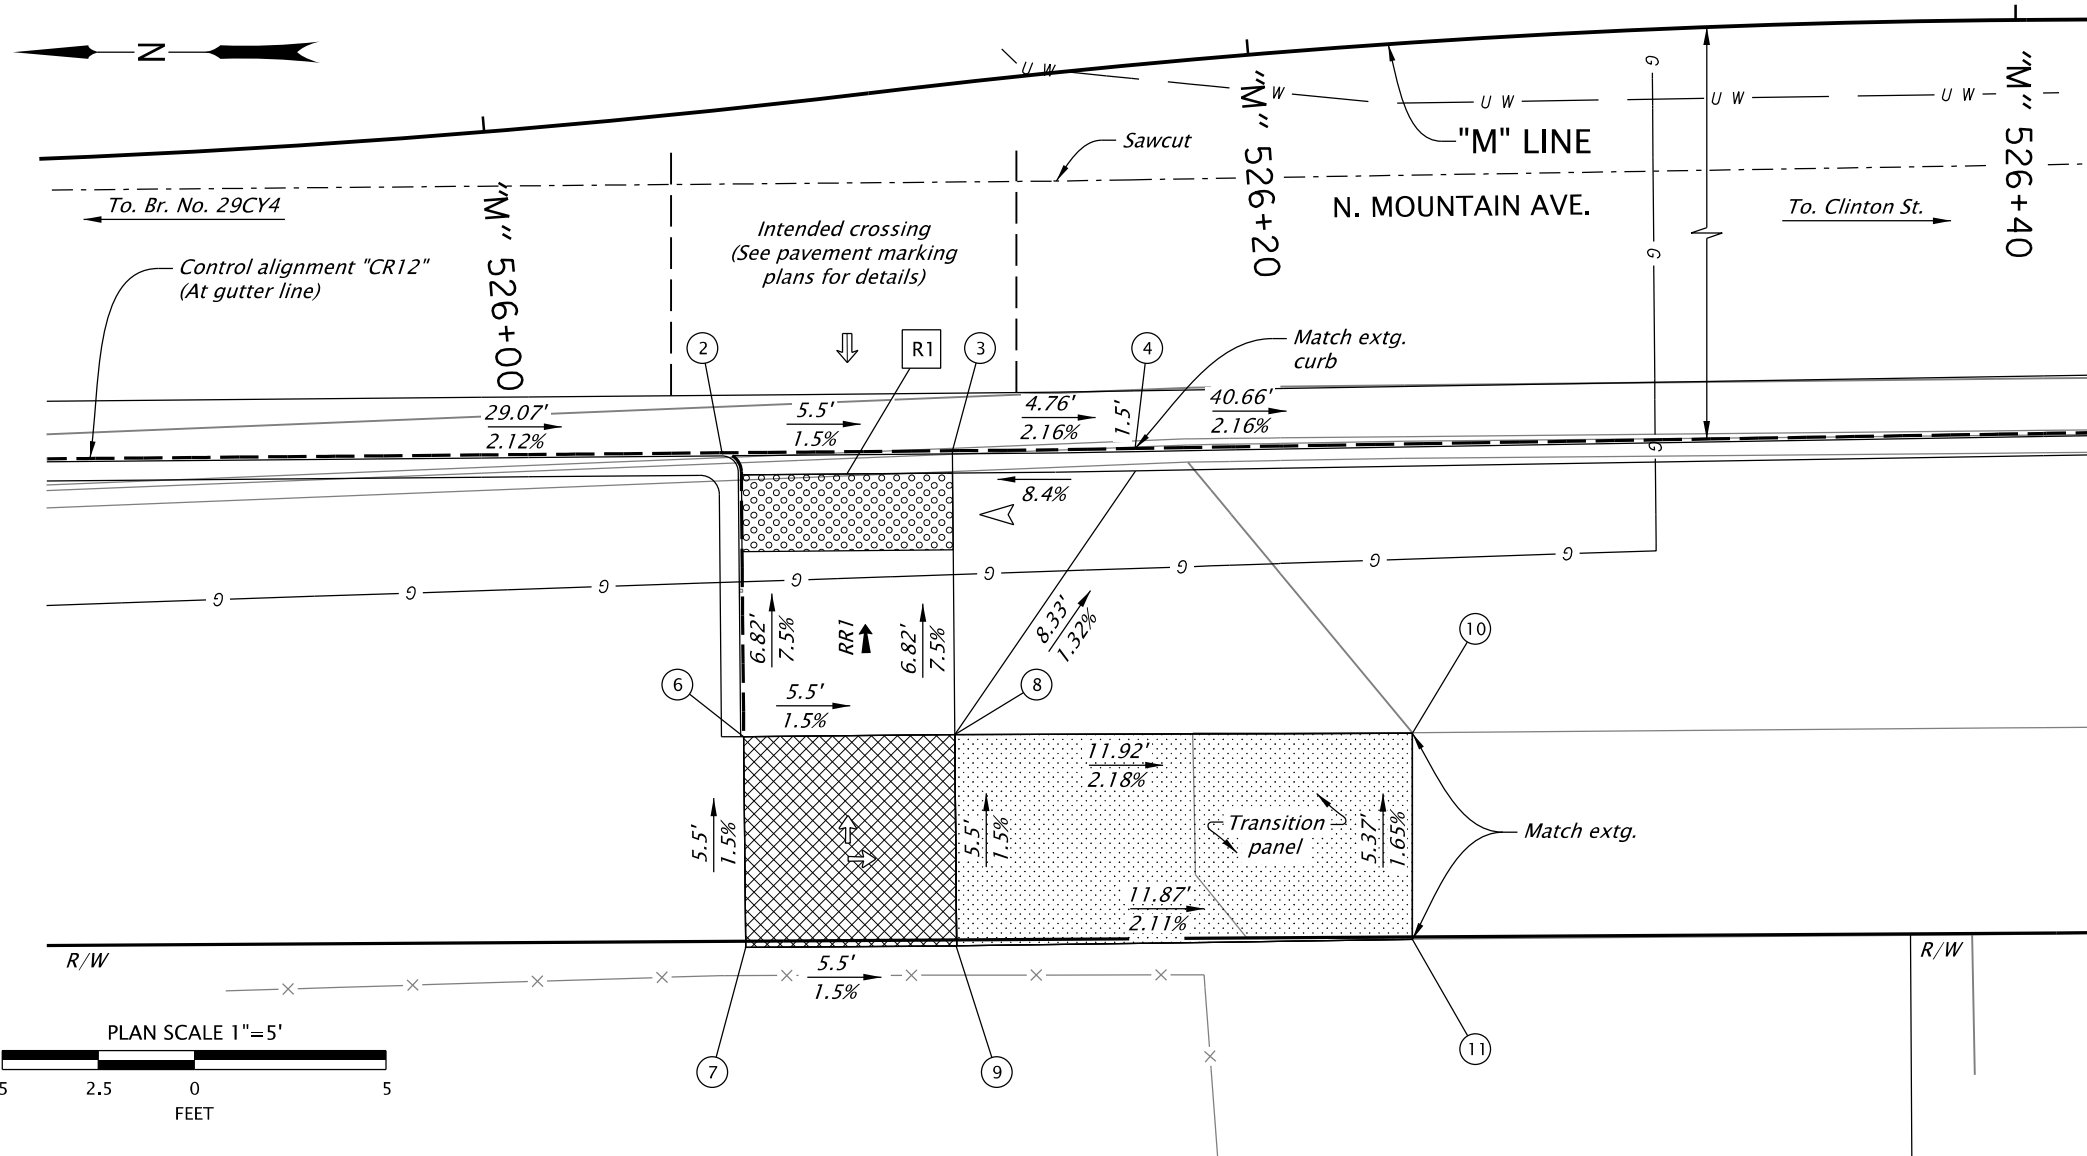 N
U W
W
U W
U W
U W
G
"M" LINE
Sawcut
"M" 526+00
"M" 526+20
"M" 526+40
To. Br. No. 29CY4
N. MOUNTAIN AVE.
To. Clinton St.
Intended crossing
(See pavement marking
plans for details)
Control alignment "CR12"
(At gutter line)
G
2
R1
3
4
Match extg.
curb
29.07'
2.12%
5.5'
1.5%
4.76'
2.16%
1.5'
40.66'
2.16%
G
8.4%
G
G
G
G
G
G
G
G
6.82'
7.5%
RR1
6.82'
7.5%
8.33'
1.32%
10
6
5.5'
1.5%
8
11.92'
2.18%
5.5'
1.5%
5.5'
1.5%
Transition
panel
5.37'
1.65%
Match extg.
11.87'
2.11%
R/W
R/W
5.5'
1.5%
PLAN SCALE 1"=5'
5
2.5
0
5
FEET
7
9
11